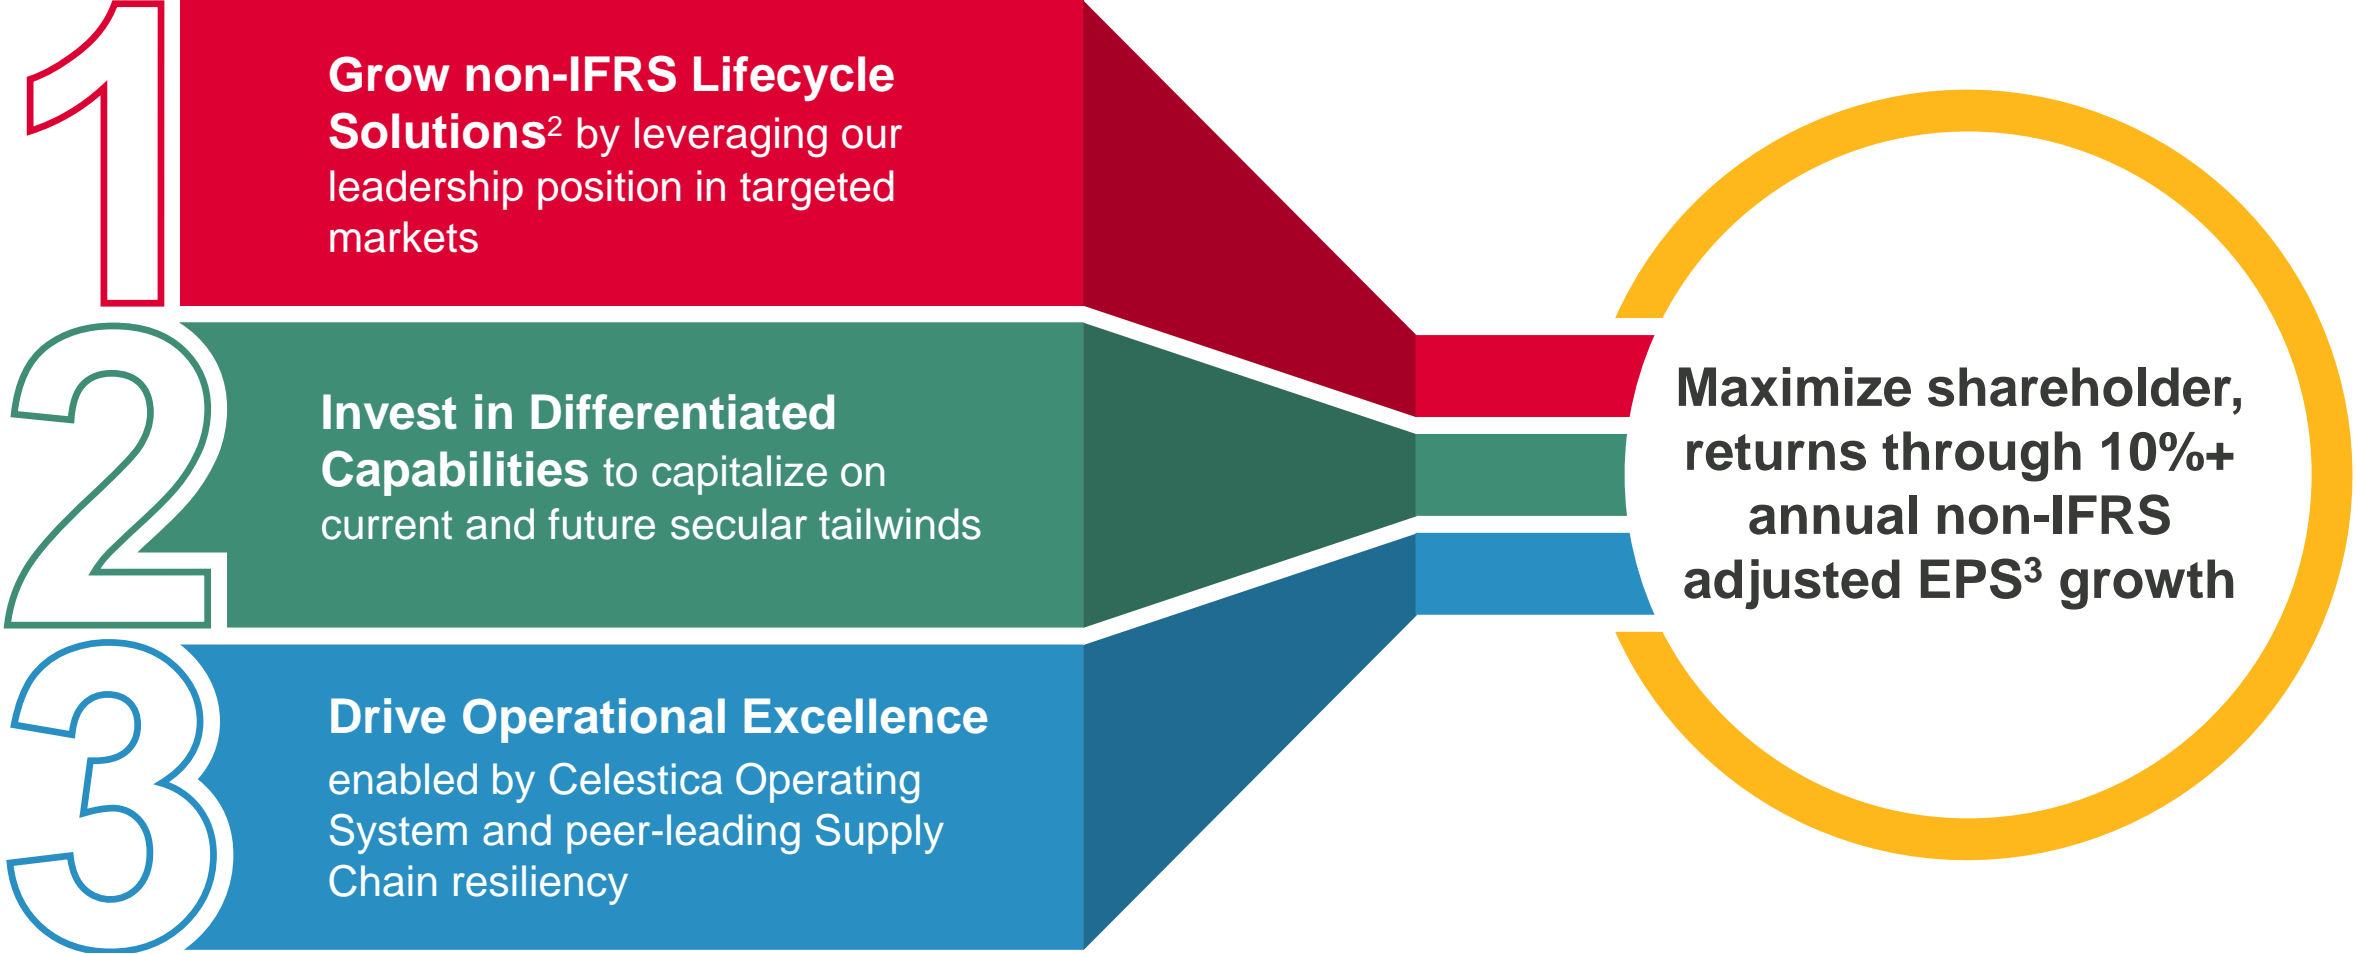 1
Grow non-IFRS Lifecycle
Solutions² by leveraging our
leadership position in targeted
markets
2
Invest in Differentiated
Capabilities to capitalize on
current and future secular tailwinds
3
Drive Operational Excellence
enabled by Celestica Operating
System and peer-leading Supply
Chain resiliency
Maximize shareholder,
returns through 10%+
annual non-IFRS
adjusted EPS³ growth